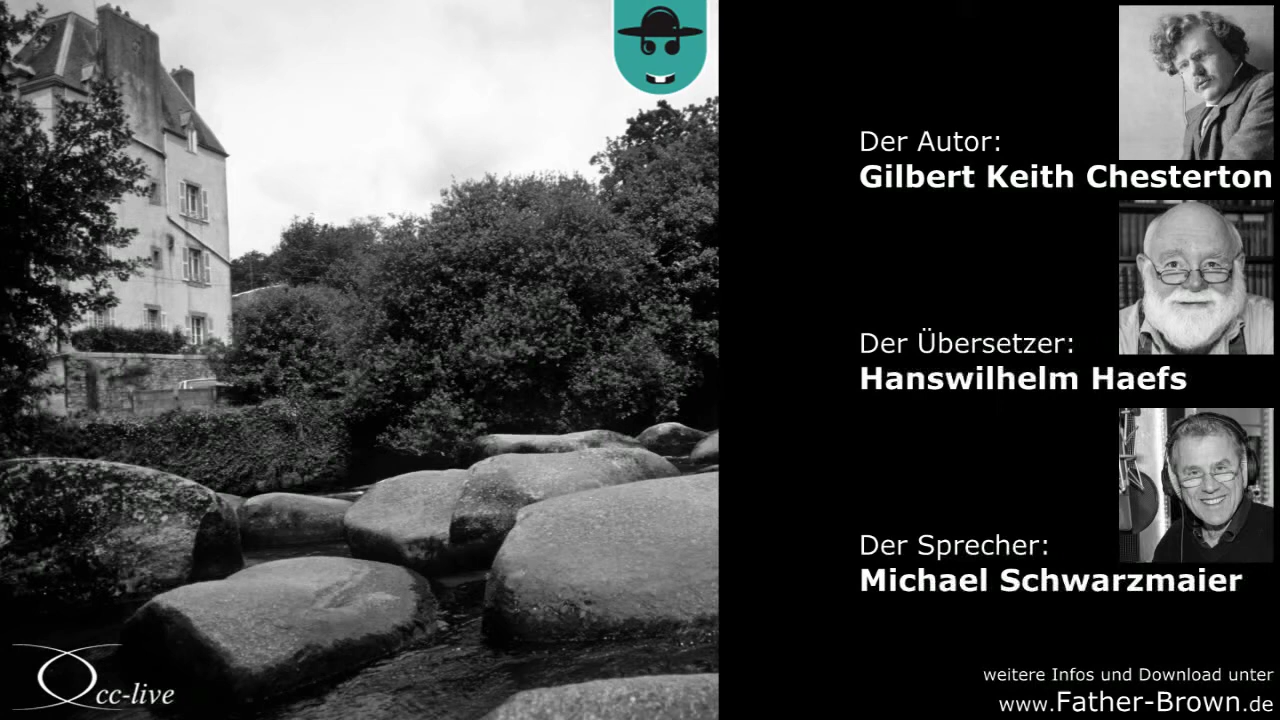 Der Autor:
Gilbert Keith Chesterton
Der Übersetzer:
Hanswilhelm Haefs
Der Sprecher:
Michael Schwarzmaier
cc-live
weitere Infos und Download unter
www.Father-Brown.de